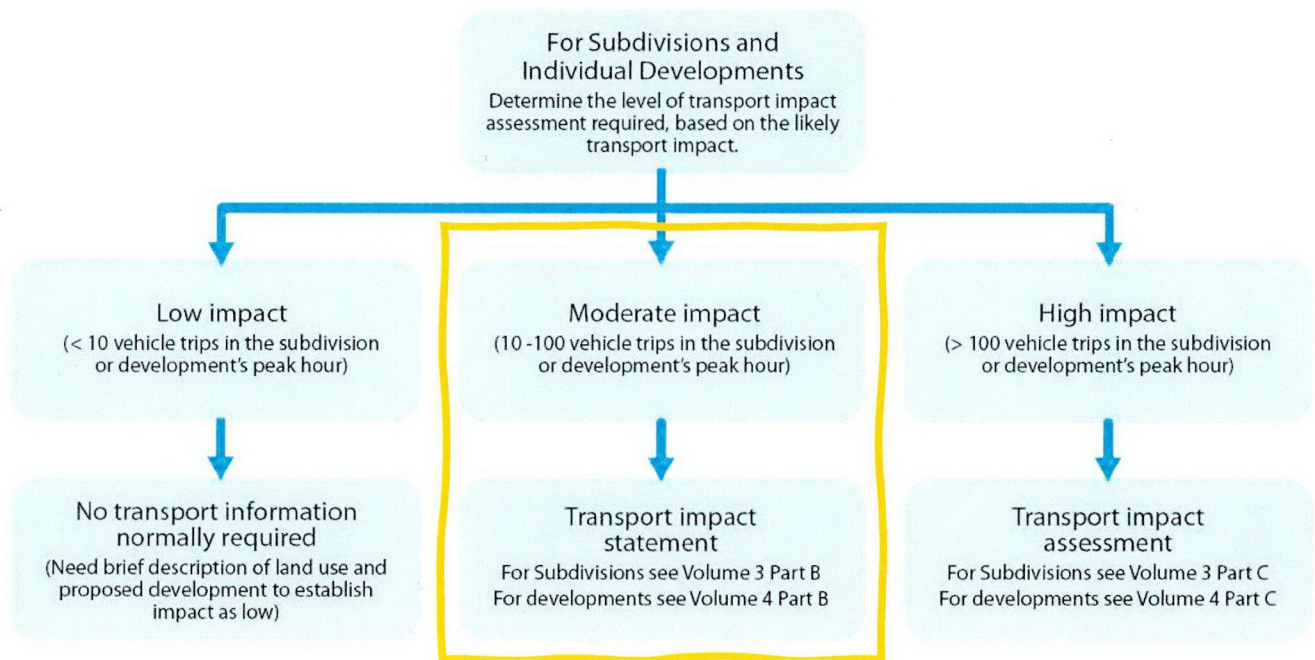 For Subdivisions and
Individual Developments
Determine the level of transport impact
assessment required, based on the likely
transport impact.
Low impact
(< 10 vehicle trips in the subdivision
or development's peak hour)
Moderate impact
(10 -100 vehicle trips in the subdivision
or development's peak hour)
High impact
(> 100 vehicle trips in the subdivision
or development's peak hour)
No transport information
normally required
(Need brief description of land use and
proposed development to establish
impact as low)
Transport impact
statement
For Subdivisions see Volume 3 Part B
For developments see Volume 4 Part B
Transport impact
assessment
For Subdivisions see Volume 3 Part C
For developments see Volume 4 Part C